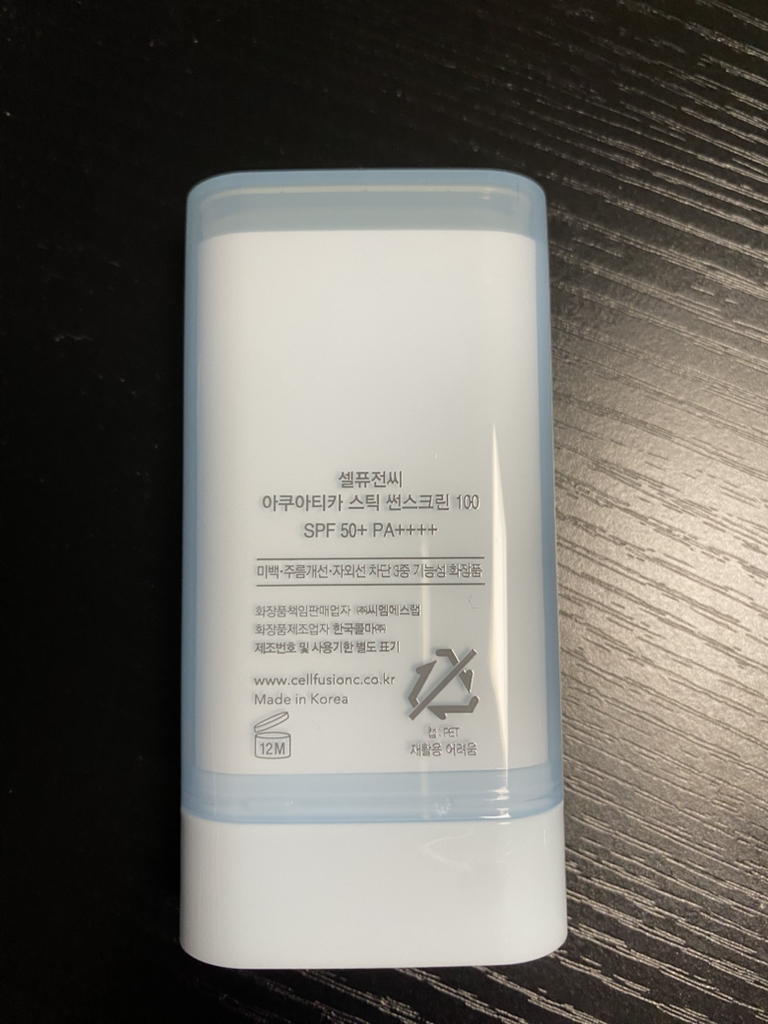 셀퓨전씨
아쿠아티카 스틱 썬스크린 100
SPF 50+ PA++++
미백·주름개선·자외선 차단 3중 기능성 화장품
화장품책임판매업자 ㈜씨엠에스랩
화장품제조업자 한국콜마㈜
제조번호 및 사용기한 별도 표기
www.cellfusionc.co.kr
Made in Korea
12M
캡 : PET
재활용 어려움